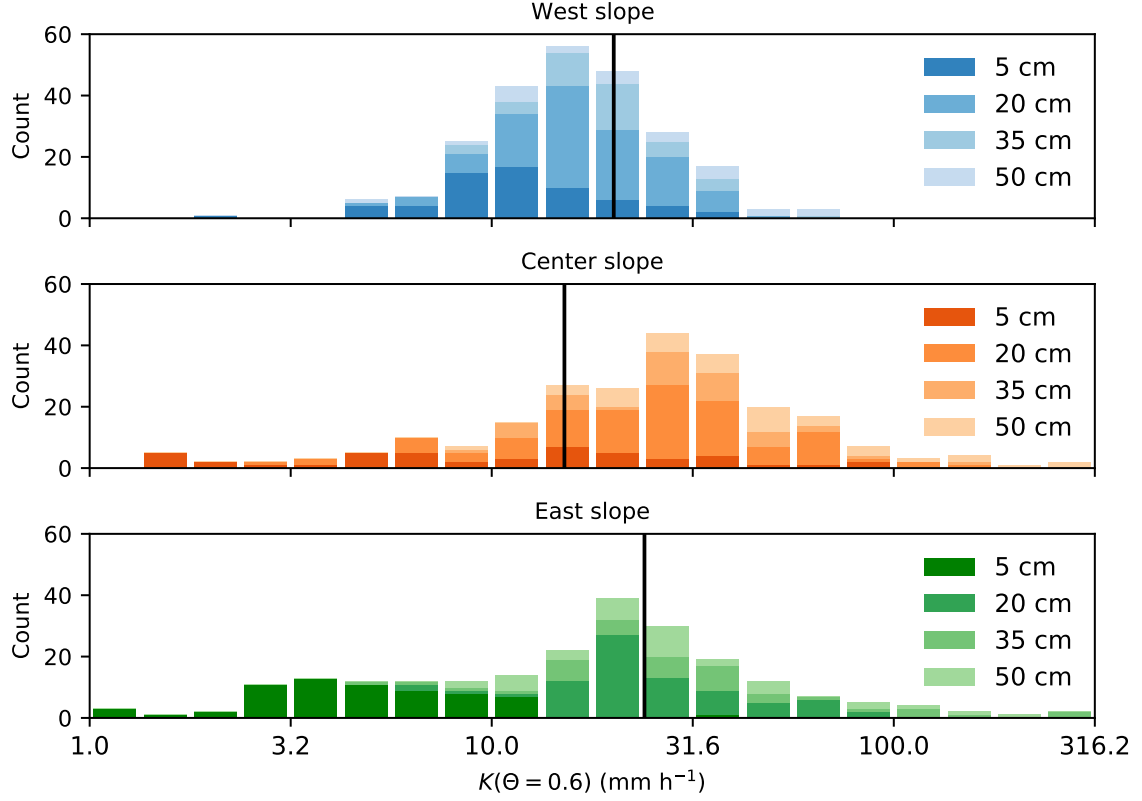 West slope
60
40
20
0
Count
5 cm
20 cm
35 cm
50 cm
Center slope
60
40
20
0
Count
5 cm
20 cm
35 cm
50 cm
East slope
60
40
20
0
Count
5 cm
20 cm
35 cm
50 cm
1.0 3.2 10.0 31.6 100.0 316.2
K(Θ = 0.6) (mm h⁻¹)